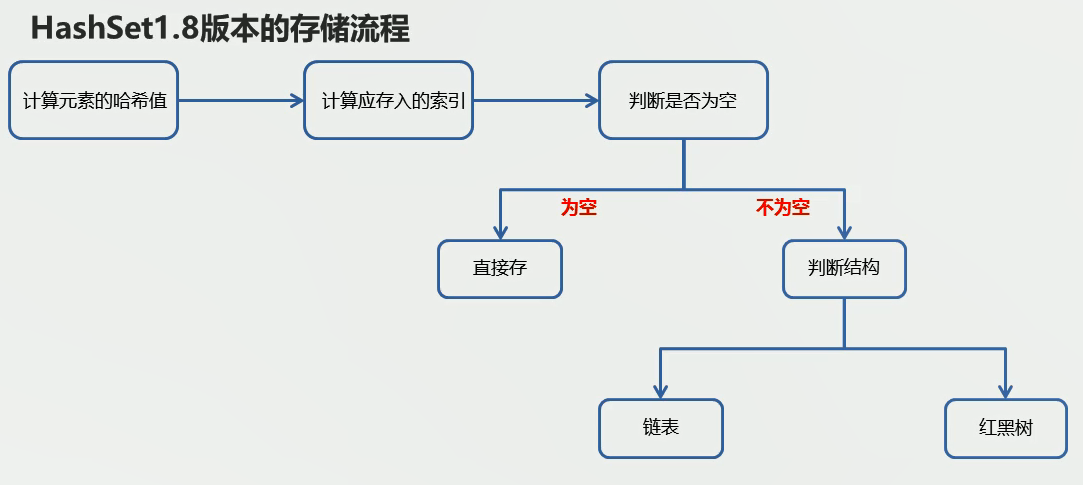 HashSet1.8版本的存储流程
计算元素的哈希值
计算应存入的索引
判断是否为空
为空
不为空
直接存
判断结构
链表
红黑树